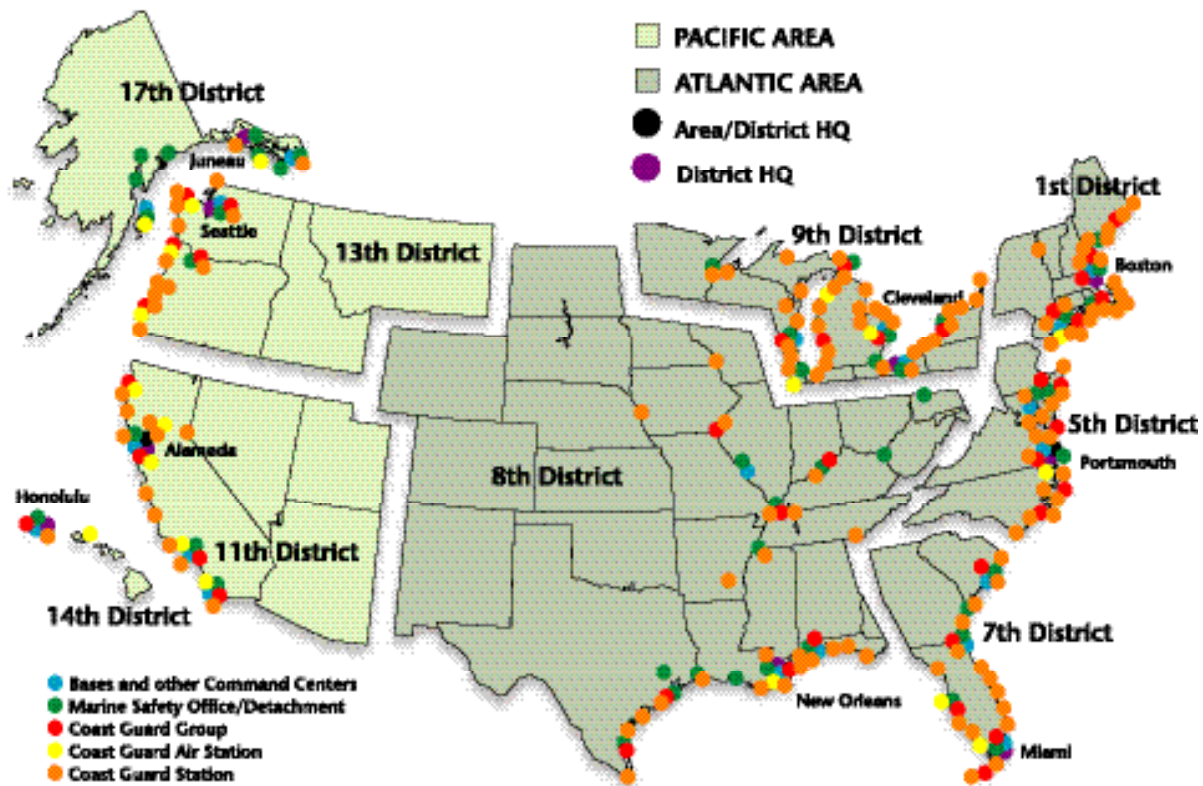 PACIFIC AREA
ATLANTIC AREA
Area/District HQ
District HQ
17th District
Juneau
Seattle
13th District
9th District
Cleveland
1st District
Boston
5th District
Portsmouth
Alameda
8th District
Honolulu
11th District
14th District
7th District
New Orleans
Miami
Bases and other Command Centers
Marine Safety Office/Detachment
Coast Guard Group
Coast Guard Air Station
Coast Guard Station